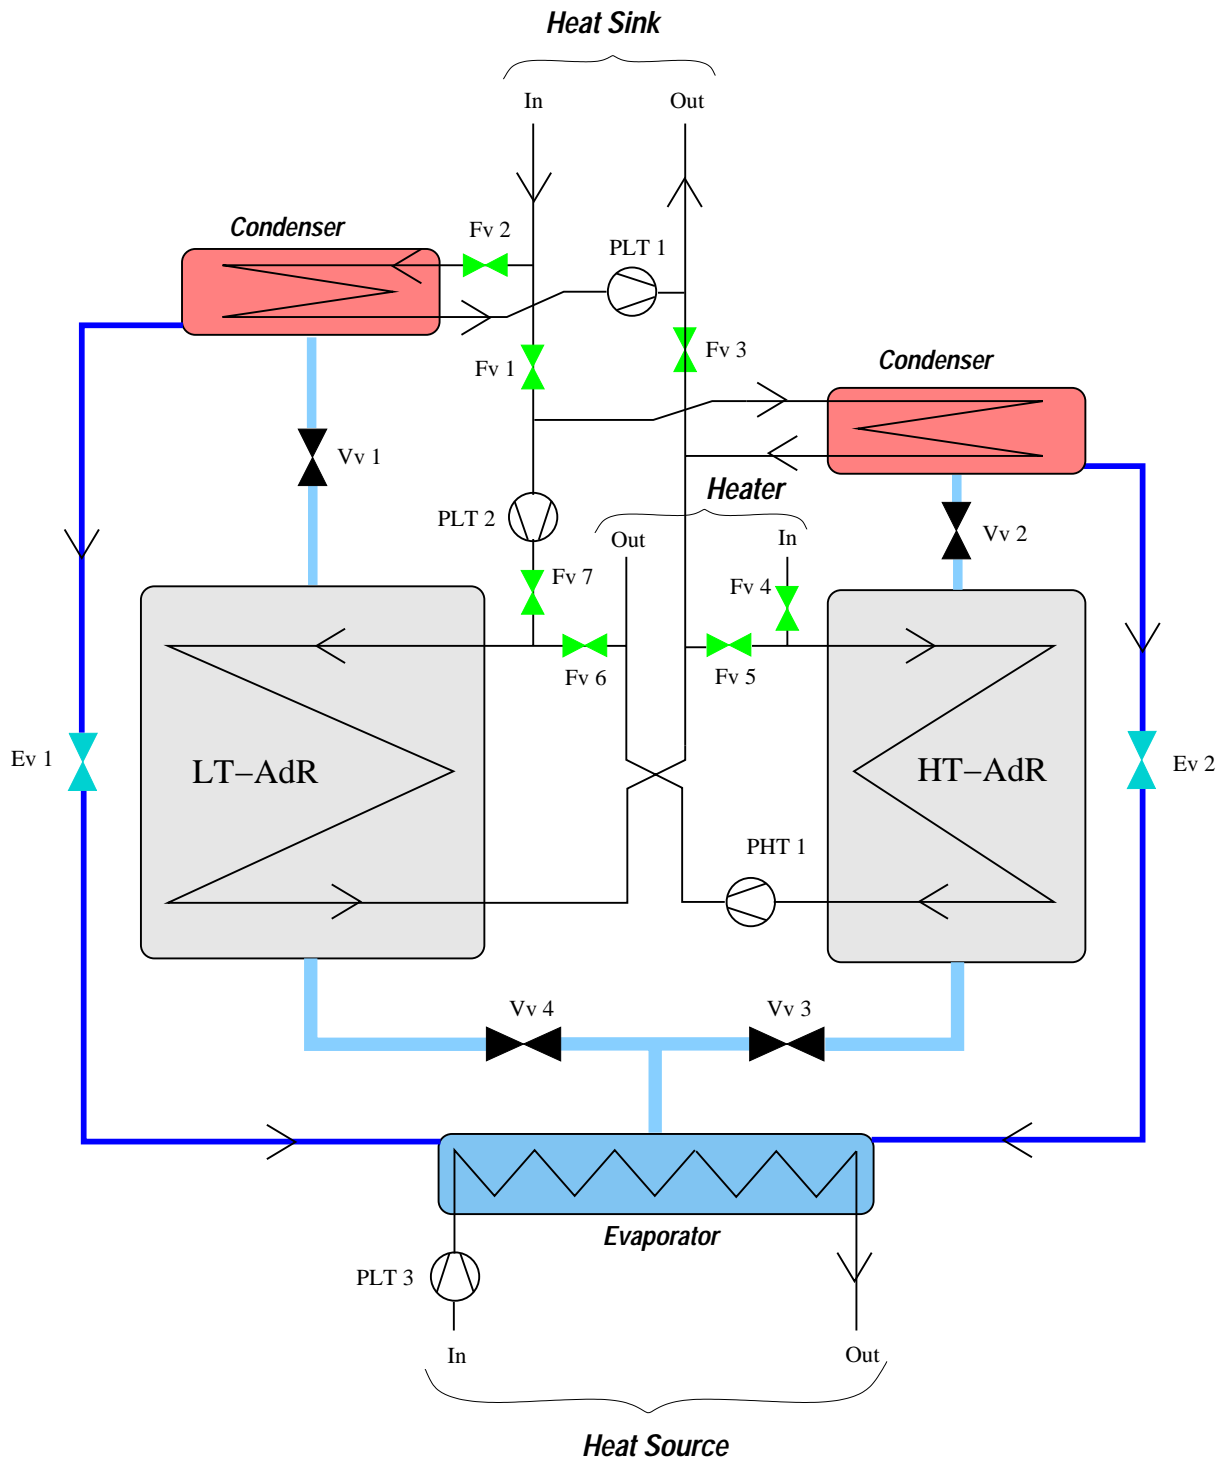 Heat Sink
In
Out
Condenser
Fv 2
PLT 1
Fv 1
Fv 3
Condenser
Vv 1
Heater
PLT 2
Out
In
Vv 2
Fv 7
Fv 4
Fv 6
Fv 5
Ev 1
LT−AdR
HT−AdR
Ev 2
PHT 1
Vv 4
Vv 3
Evaporator
PLT 3
In
Out
Heat Source